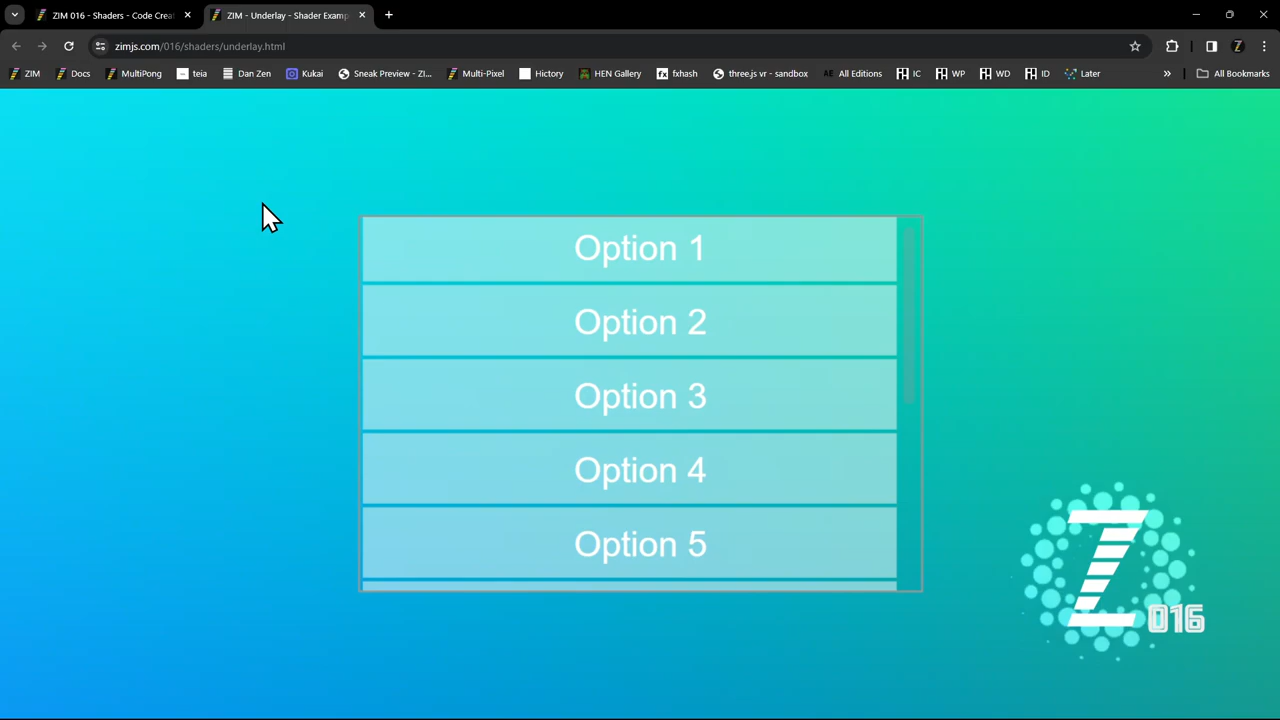 ZIM 016 - Shaders - Code Creat
ZIM - Underlay - Shader Examp
zimjs.com/016/shaders/underlay.html
ZIM Docs MultiPong teia Dan Zen Kukai Sneak Preview - ZI... Multi-Pixel Hictory HEN Gallery fxhash three.js vr - sandbox AE All Editions IC WP WD ID Later » All Bookmarks
Option 1
Option 2
Option 3
Option 4
Option 5
Z 016